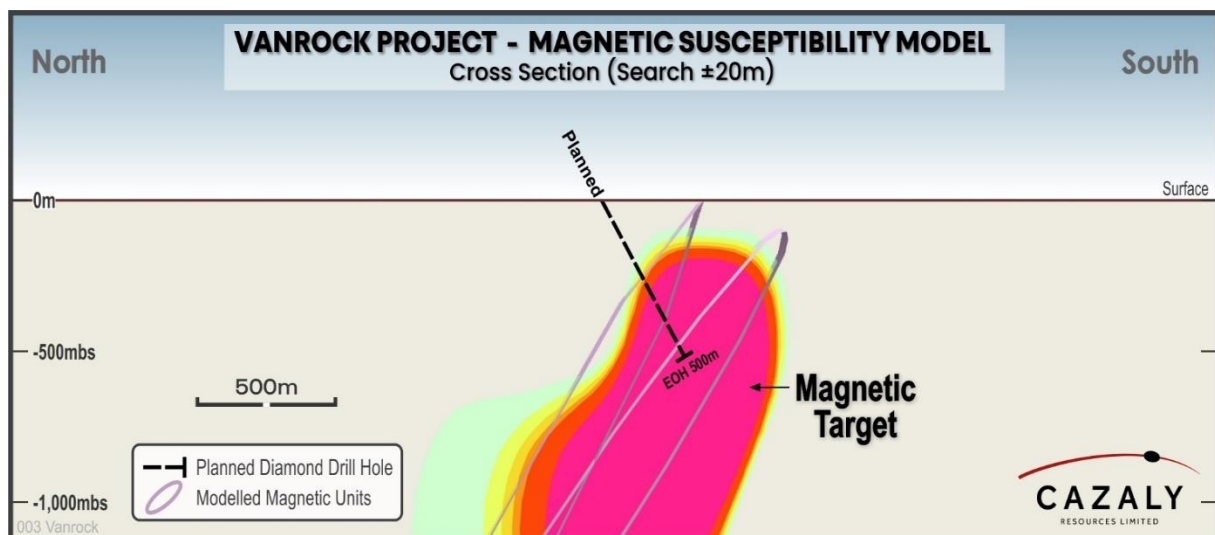 VANROCK PROJECT - MAGNETIC SUSCEPTIBILITY MODEL
Cross Section (Search ±20m)
North
South
Planned
Surface
0m
-500mbs
EOH 500m
500m
Magnetic
Target
Planned Diamond Drill Hole
Modelled Magnetic Units
-1,000mbs
003 Vanrock
CAZALY
RESOURCES LIMITED